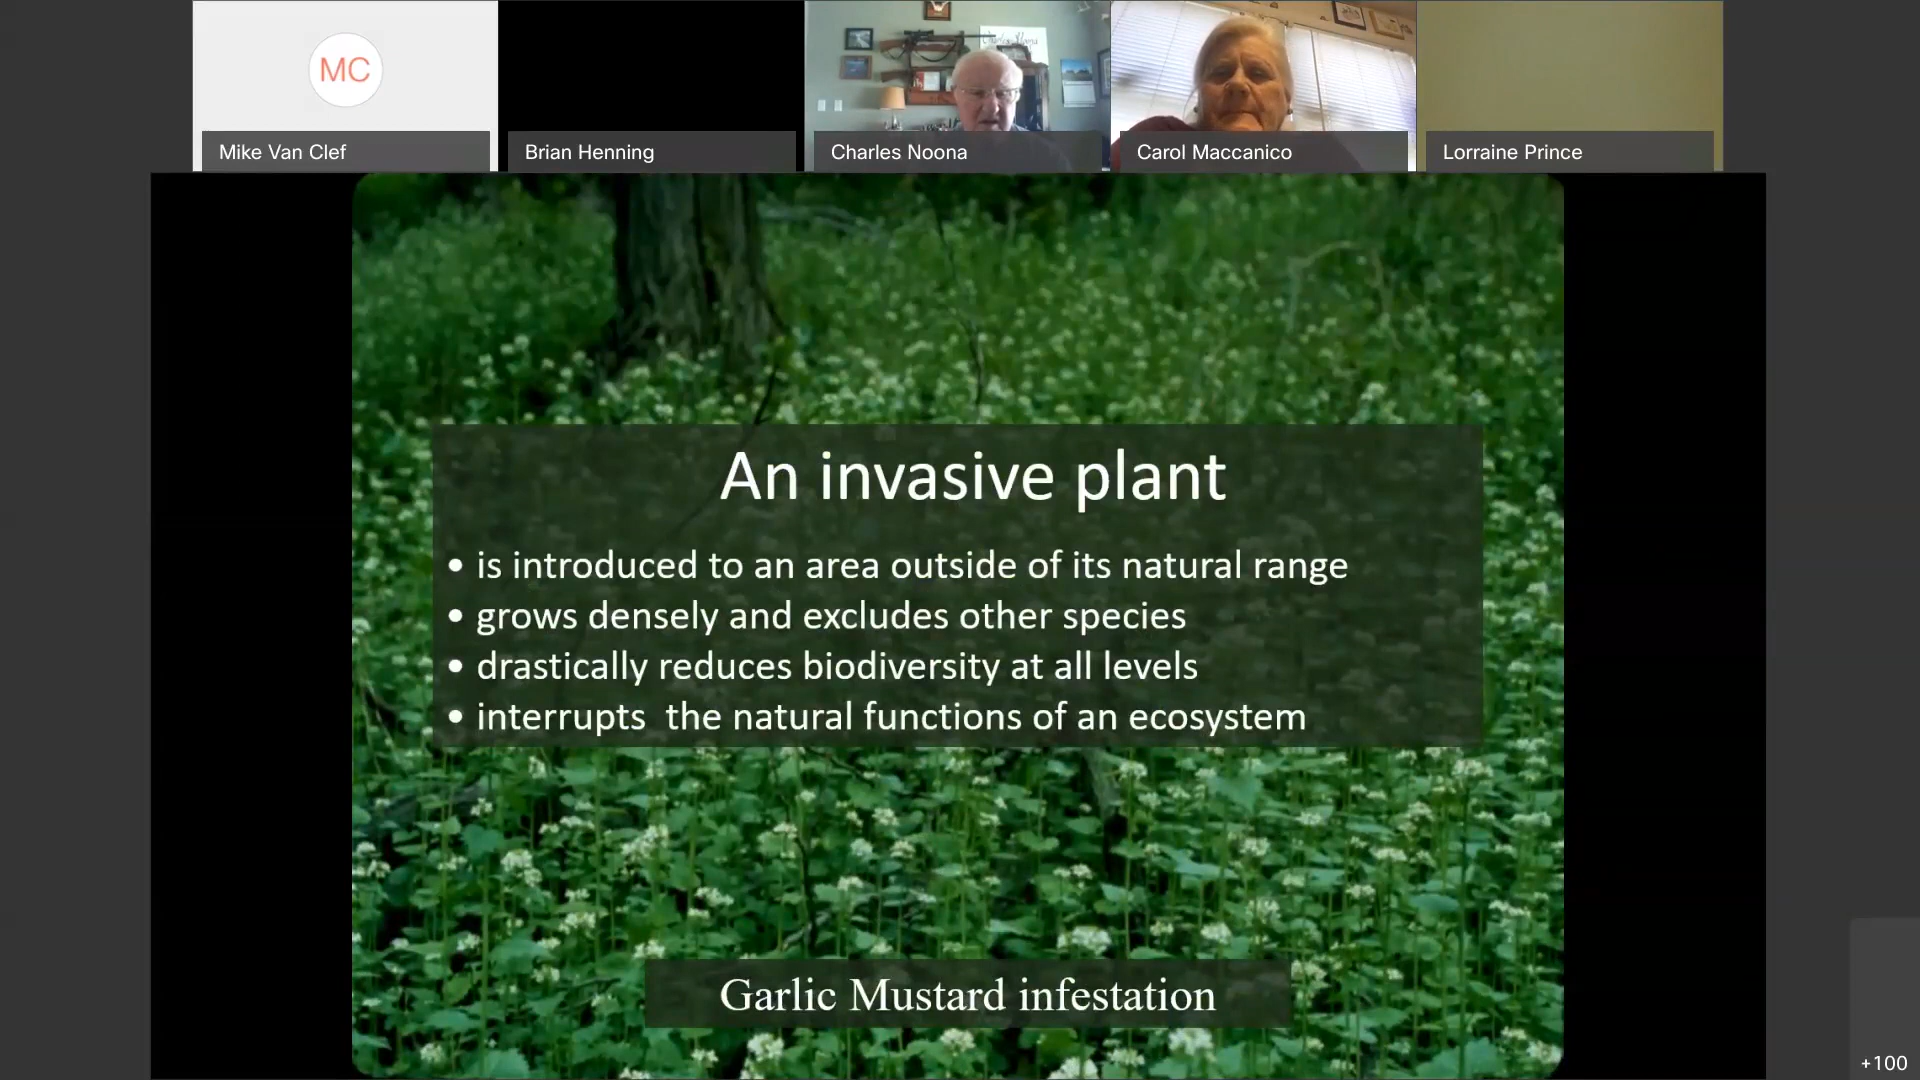 MC
Mike Van Clef
Brian Henning
Charles Noona
Carol Maccanico
Lorraine Prince
An invasive plant
• is introduced to an area outside of its natural range
• grows densely and excludes other species
• drastically reduces biodiversity at all levels
• interrupts  the natural functions of an ecosystem
Garlic Mustard infestation
+100